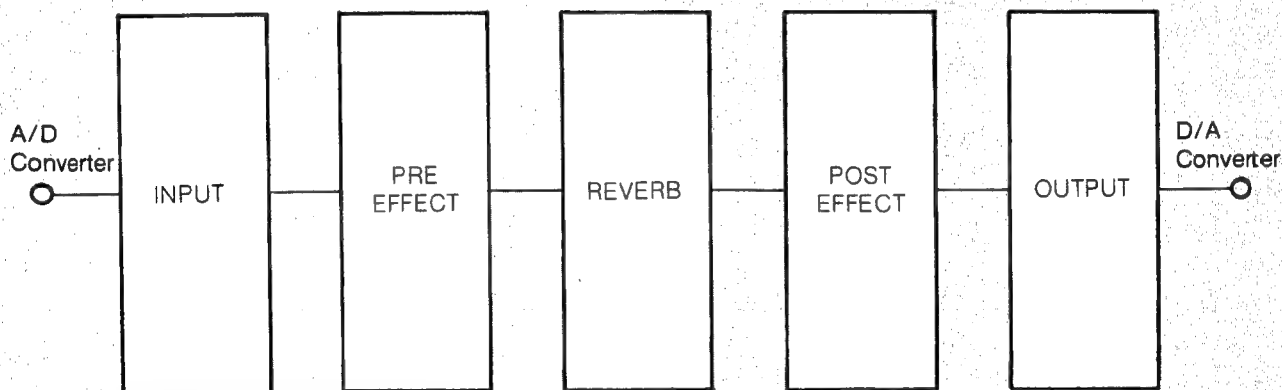 A/D
Converter
INPUT
PRE
EFFECT
REVERB
POST
EFFECT
OUTPUT
D/A
Converter